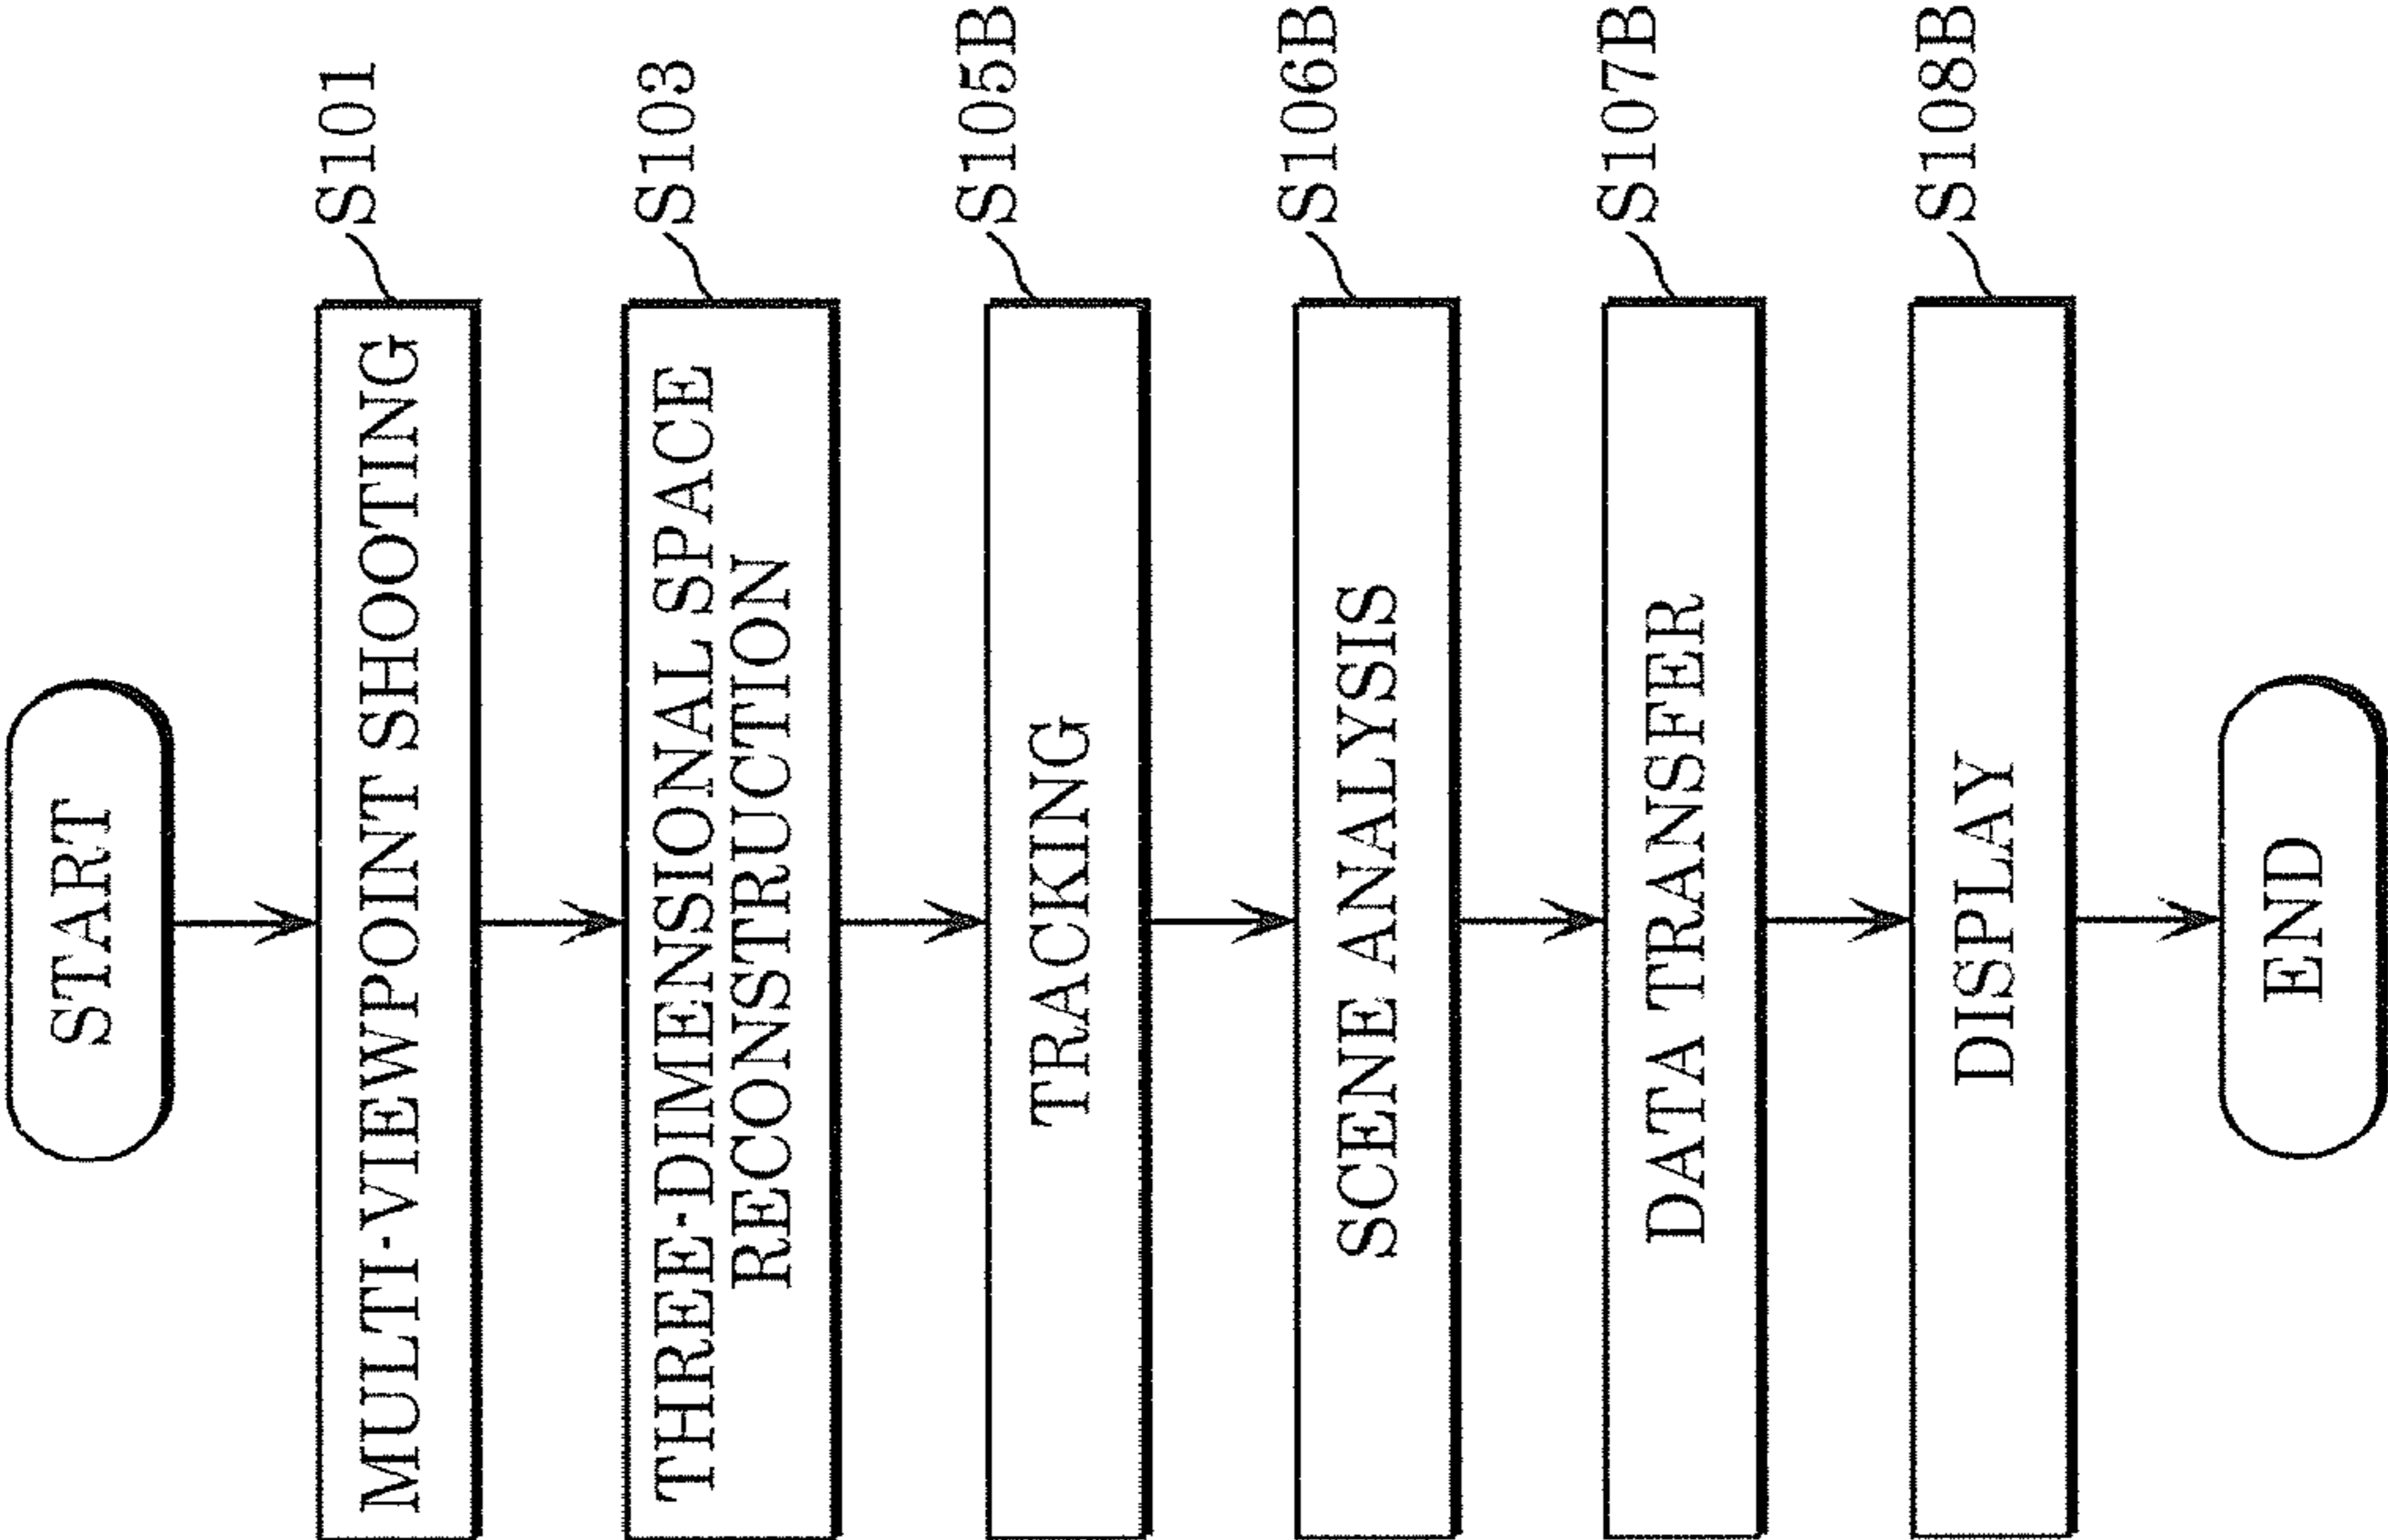 START
MULTI-VIEWPOINT SHOOTING
S101
THREE-DIMENSIONAL SPACE
RECONSTRUCTION
S103
TRACKING
S105B
SCENE ANALYSIS
S106B
DATA TRANSFER
S107B
DISPLAY
S108B
END